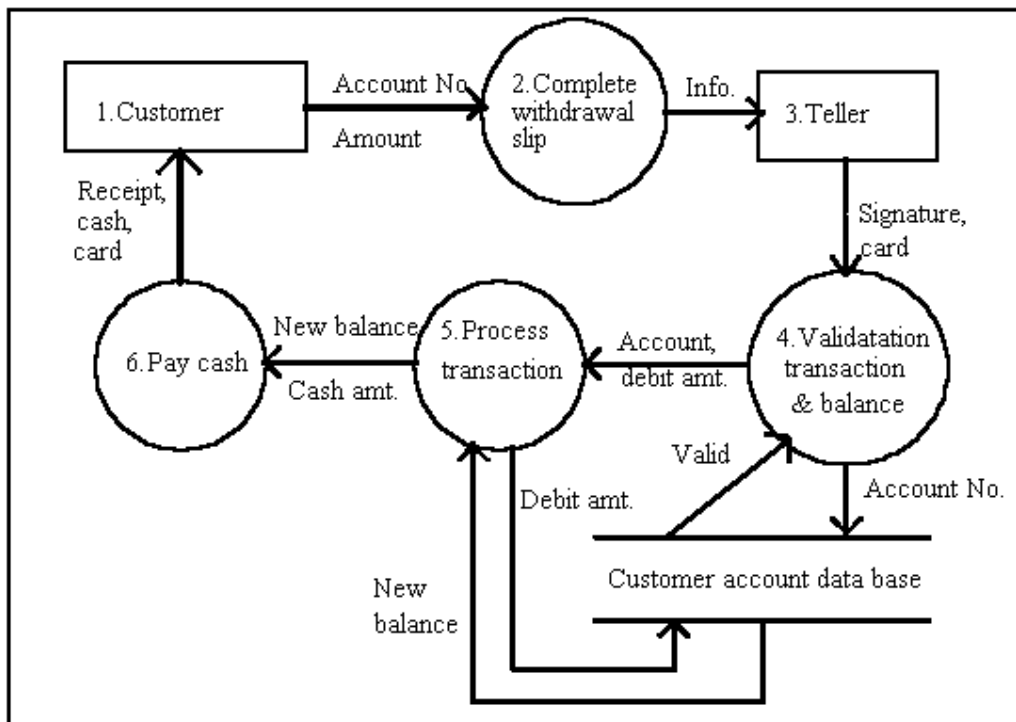 1.Customer
Account No
Amount
2.Complete
withdrawal
slip
Info.
3.Teller
Signature,
card
4.Validatation
transaction
& balance
Account,
debit amt.
5.Process
transaction
New balance
Cash amt.
6.Pay cash
Receipt,
cash,
card
Valid
Account No.
Debit amt.
New
balance
Customer account data base